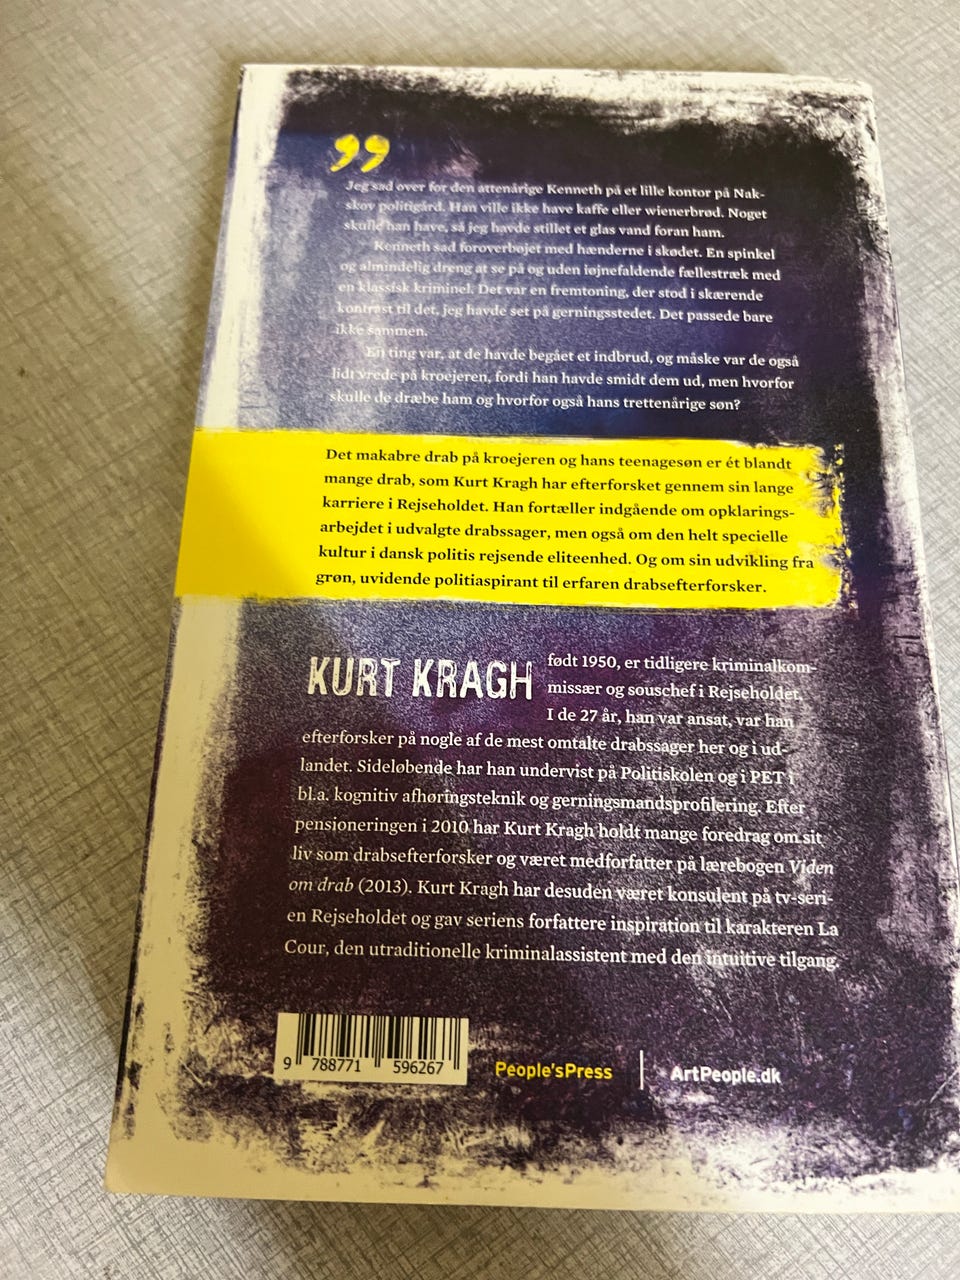 ”
Jeg sad over for den attenårige Kenneth på et lille kontor på Nak-
skov politigård. Han ville ikke have kaffe eller wienerbrød. Noget
skulle han have, så jeg havde stillet et glas vand foran ham.
Kenneth sad foroverbøjet med hænderne i skødet. En spinkel
og almindelig dreng at se på og uden iøjnefaldende fællestræk med
en klassisk kriminel. Det var en fremtoning, der stod i skærende
kontrast til det, jeg havde set på gerningsstedet. Det passede bare
ikke sammen.
En ting var, at de havde begået et indbrud, og måske var de også
lidt vrede på kroejeren, fordi han havde smidt dem ud, men hvorfor
skulle de dræbe ham og hvorfor også hans trettenårige søn?
Det makabre drab på kroejeren og hans teenagesøn er ét blandt
mange drab, som Kurt Kragh har efterforsket gennem sin lange
karriere i Rejseholdet. Han fortæller indgående om opklarings-
arbejdet i udvalgte drabssager, men også om den helt specielle
kultur i dansk politis rejsende eliteenhed. Og om sin udvikling fra
grøn, uvidende politiaspirant til erfaren drabsefterforsker.
KURT KRAGH født 1950, er tidligere kriminalkom-
missær og souschef i Rejseholdet.
I de 27 år, han var ansat, var han
efterforsker på nogle af de mest omtalte drabssager her og i ud-
landet. Sideløbende har han undervist på Politiskolen og i PET i
bl.a. kognitiv afhøringsteknik og gerningsmandsprofilering. Efter
pensioneringen i 2010 har Kurt Kragh holdt mange foredrag om sit
liv som drabsefterforsker og været medforfatter på lærebogen Viden
om drab (2013). Kurt Kragh har desuden været konsulent på tv-seri-
en Rejseholdet og gav seriens forfattere inspiration til karakteren La
Cour, den utraditionelle kriminalassistent med den intuitive tilgang.
9 788771 596267
People'sPress | ArtPeople.dk